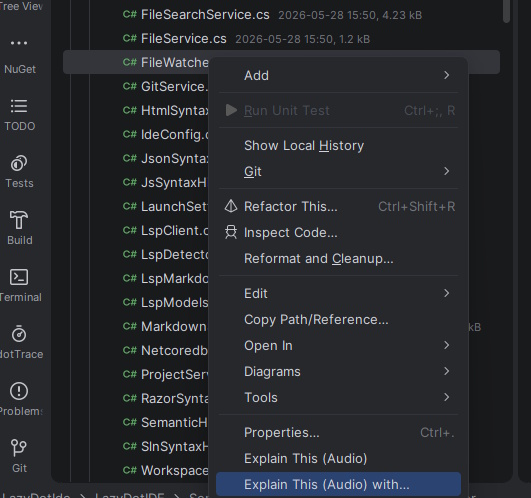 Tree View
C# FileSearchService.cs 2026-05-28 15:50, 4.23 kB
C# FileService.cs 2026-05-28 15:50, 1.2 kB
C# FileWatche
NuGet
Add
C# GitService.
C# HtmlSyntax
Run Unit Test Ctrl+;, R
TODO
C# IdeConfig.c
Show Local History
C# JsonSyntax
C# JsSyntaxH
Git
Tests
C# LaunchSet
Refactor This... Ctrl+Shift+R
C# LspClient.c
Inspect Code...
Build
C# LspDetecto
Reformat and Cleanup...
C# LspMarkdo
Edit
Terminal
C# LspModels
Copy Path/Reference...
C# Markdown
kB
Open In
dotTrace
C# Netcoredb
Diagrams
C# ProjectServ
Tools
C# RazorSynta
Problems
C# SemanticH
Properties... Ctrl+.
C# SlnSyntaxH
Explain This (Audio)
Git
C# Workspace
Explain This (Audio) with...